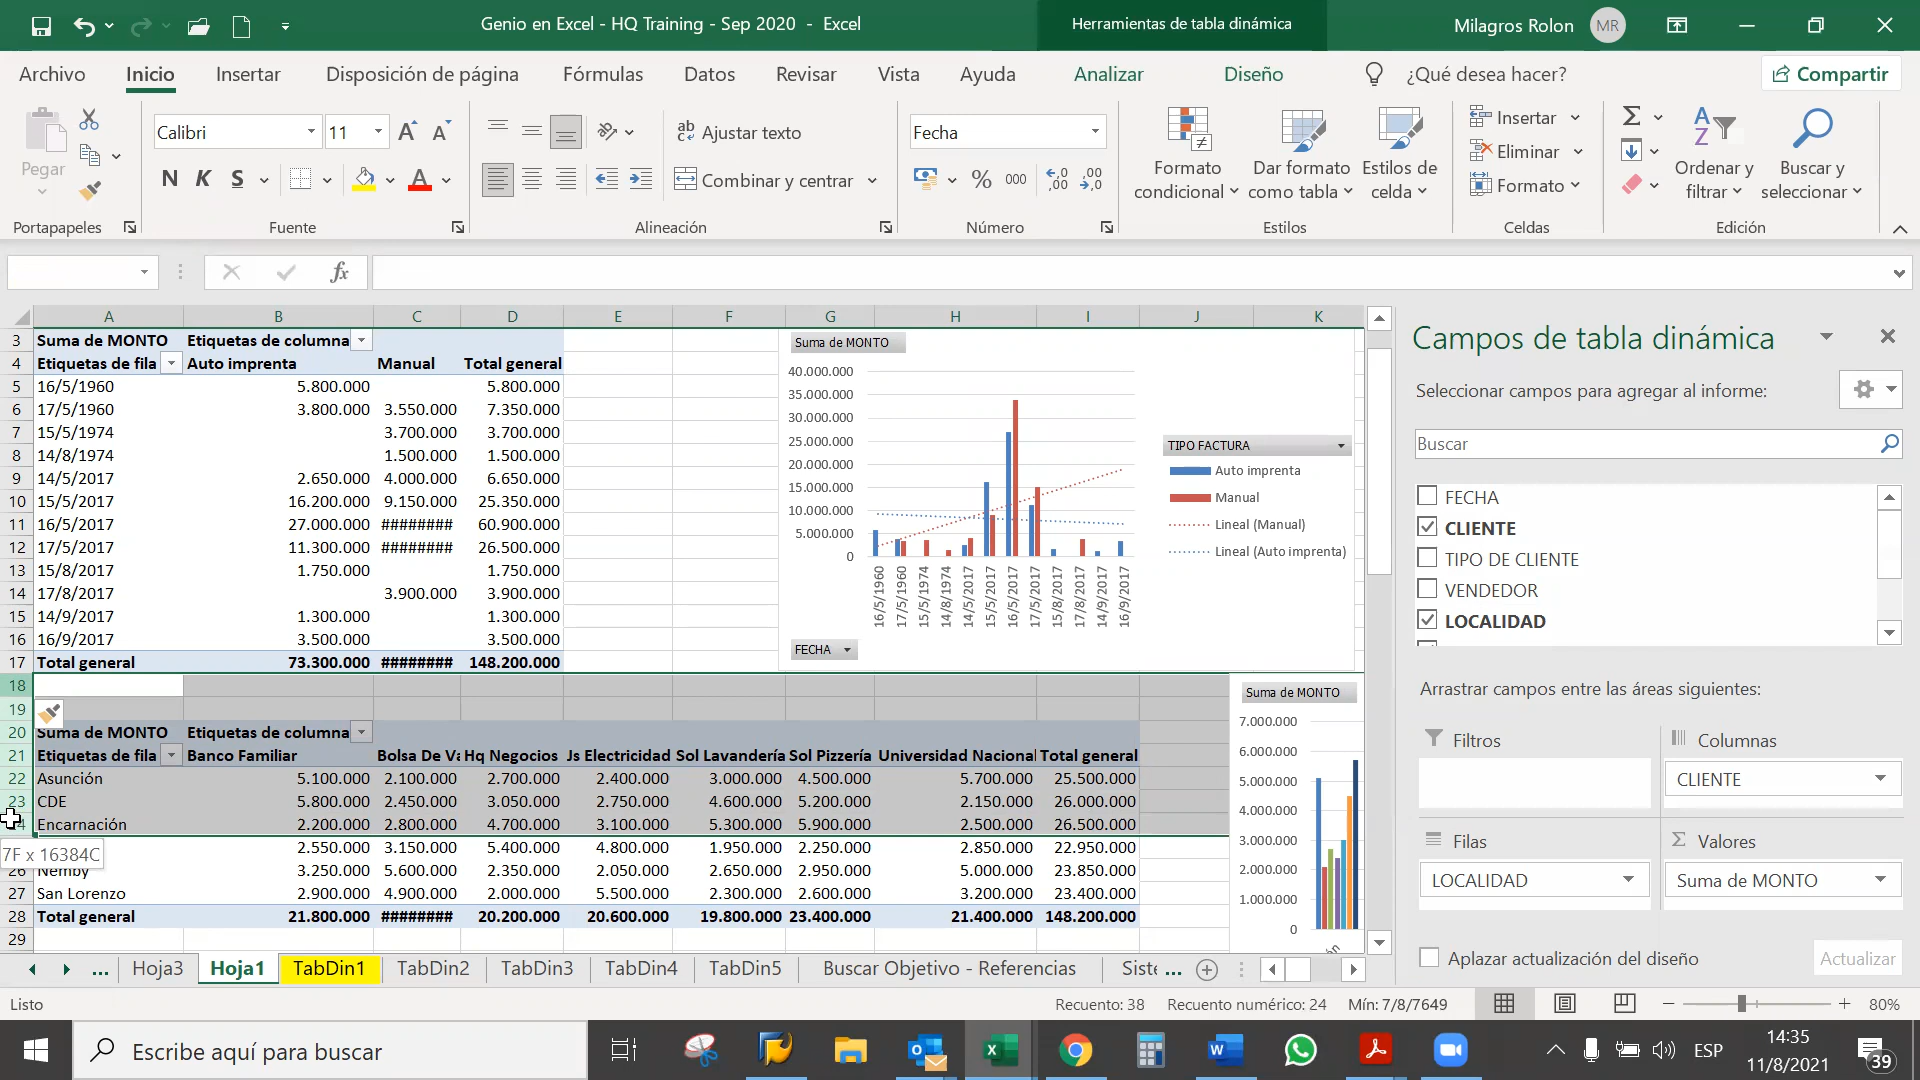 Genio en Excel - HQ Training - Sep 2020 - Excel
Herramientas de tabla dinámica
Milagros Rolon MR
Archivo Inicio Insertar Disposición de página Fórmulas Datos Revisar Vista Ayuda Analizar Diseño ¿Qué desea hacer? Compartir
Pegar
Calibri 11
N K S
Ajustar texto
Combinar y centrar
Fecha
% 000
Formato condicional
Dar formato como tabla
Estilos de celda
Insertar
Eliminar
Formato
Ordenar y filtrar
Buscar y seleccionar
Portapapeles Fuente Alineación Número Estilos Celdas Edición
fx
A B C D E F G H I J K
3 Suma de MONTO Etiquetas de columna
4 Etiquetas de fila Auto imprenta Manual Total general
5 16/5/1960 5.800.000 5.800.000
6 17/5/1960 3.800.000 3.550.000 7.350.000
7 15/5/1974 3.700.000 3.700.000
8 14/8/1974 1.500.000 1.500.000
9 14/5/2017 2.650.000 4.000.000 6.650.000
10 15/5/2017 16.200.000 9.150.000 25.350.000
11 16/5/2017 27.000.000 ######## 60.900.000
12 17/5/2017 11.300.000 ######## 26.500.000
13 15/8/2017 1.750.000 1.750.000
14 17/8/2017 3.900.000 3.900.000
15 14/9/2017 1.300.000 1.300.000
16 16/9/2017 3.500.000 3.500.000
17 Total general 73.300.000 ######## 148.200.000
18
19
20 Suma de MONTO Etiquetas de columna
21 Etiquetas de fila Banco Familiar Bolsa De Va Hq Negocios Js Electricidad Sol Lavandería Sol Pizzería Universidad Nacional Total general
22 Asunción 5.100.000 2.100.000 2.700.000 2.400.000 3.000.000 4.500.000 5.700.000 25.500.000
23 CDE 5.800.000 2.450.000 3.050.000 2.750.000 4.600.000 5.200.000 2.150.000 26.000.000
Encarnación 2.200.000 2.800.000 4.700.000 3.100.000 5.300.000 5.900.000 2.500.000 26.500.000
7F x 16384C
2.550.000 3.150.000 5.400.000 4.800.000 1.950.000 2.250.000 2.850.000 22.950.000
26 Ñemby 3.250.000 5.600.000 2.350.000 2.050.000 2.650.000 2.950.000 5.000.000 23.850.000
27 San Lorenzo 2.900.000 4.900.000 2.000.000 5.500.000 2.300.000 2.600.000 3.200.000 23.400.000
28 Total general 21.800.000 ######## 20.200.000 20.600.000 19.800.000 23.400.000 21.400.000 148.200.000
29
Suma de MONTO
40.000.000
35.000.000
30.000.000
25.000.000
20.000.000
15.000.000
10.000.000
5.000.000
0
16/5/1960 17/5/1960 15/5/1974 14/8/1974 14/5/2017 15/5/2017 16/5/2017 17/5/2017 15/8/2017 17/8/2017 14/9/2017 16/9/2017
TIPO FACTURA
Auto imprenta
Manual
Lineal (Manual)
Lineal (Auto imprenta)
FECHA
Suma de MONTO
7.000.000
6.000.000
5.000.000
4.000.000
3.000.000
2.000.000
1.000.000
0
Campos de tabla dinámica
Seleccionar campos para agregar al informe:
Buscar
FECHA
CLIENTE
TIPO DE CLIENTE
VENDEDOR
LOCALIDAD
Arrastrar campos entre las áreas siguientes:
Filtros
Columnas
CLIENTE
Filas
LOCALIDAD
Valores
Suma de MONTO
Aplazar actualización del diseño
Actualizar
... Hoja3 Hoja1 TabDin1 TabDin2 TabDin3 TabDin4 TabDin5 Buscar Objetivo - Referencias Siste ...
Listo
Recuento: 38 Recuento numérico: 24 Mín: 7/8/7649 80%
Escribe aquí para buscar
ESP
14:35
11/8/2021
39